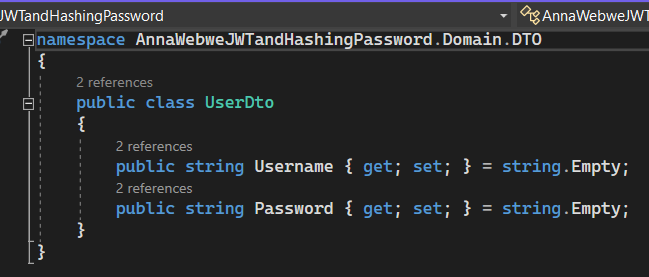 JWTandHashingPassword
AnnaWebweJWT
namespace AnnaWebweJWTandHashingPassword.Domain.DTO
{
2 references
public class UserDto
{
2 references
public string Username { get; set; } = string.Empty;
2 references
public string Password { get; set; } = string.Empty;
}
}